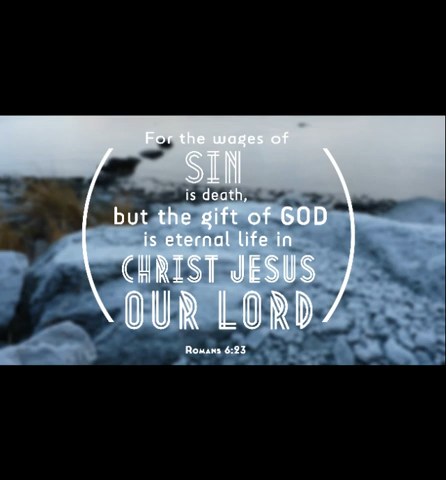 For the wages of
SIN
is death,
but the gift of GOD
is eternal life in
CHRIST JESUS
OUR LORD
Romans 6:23